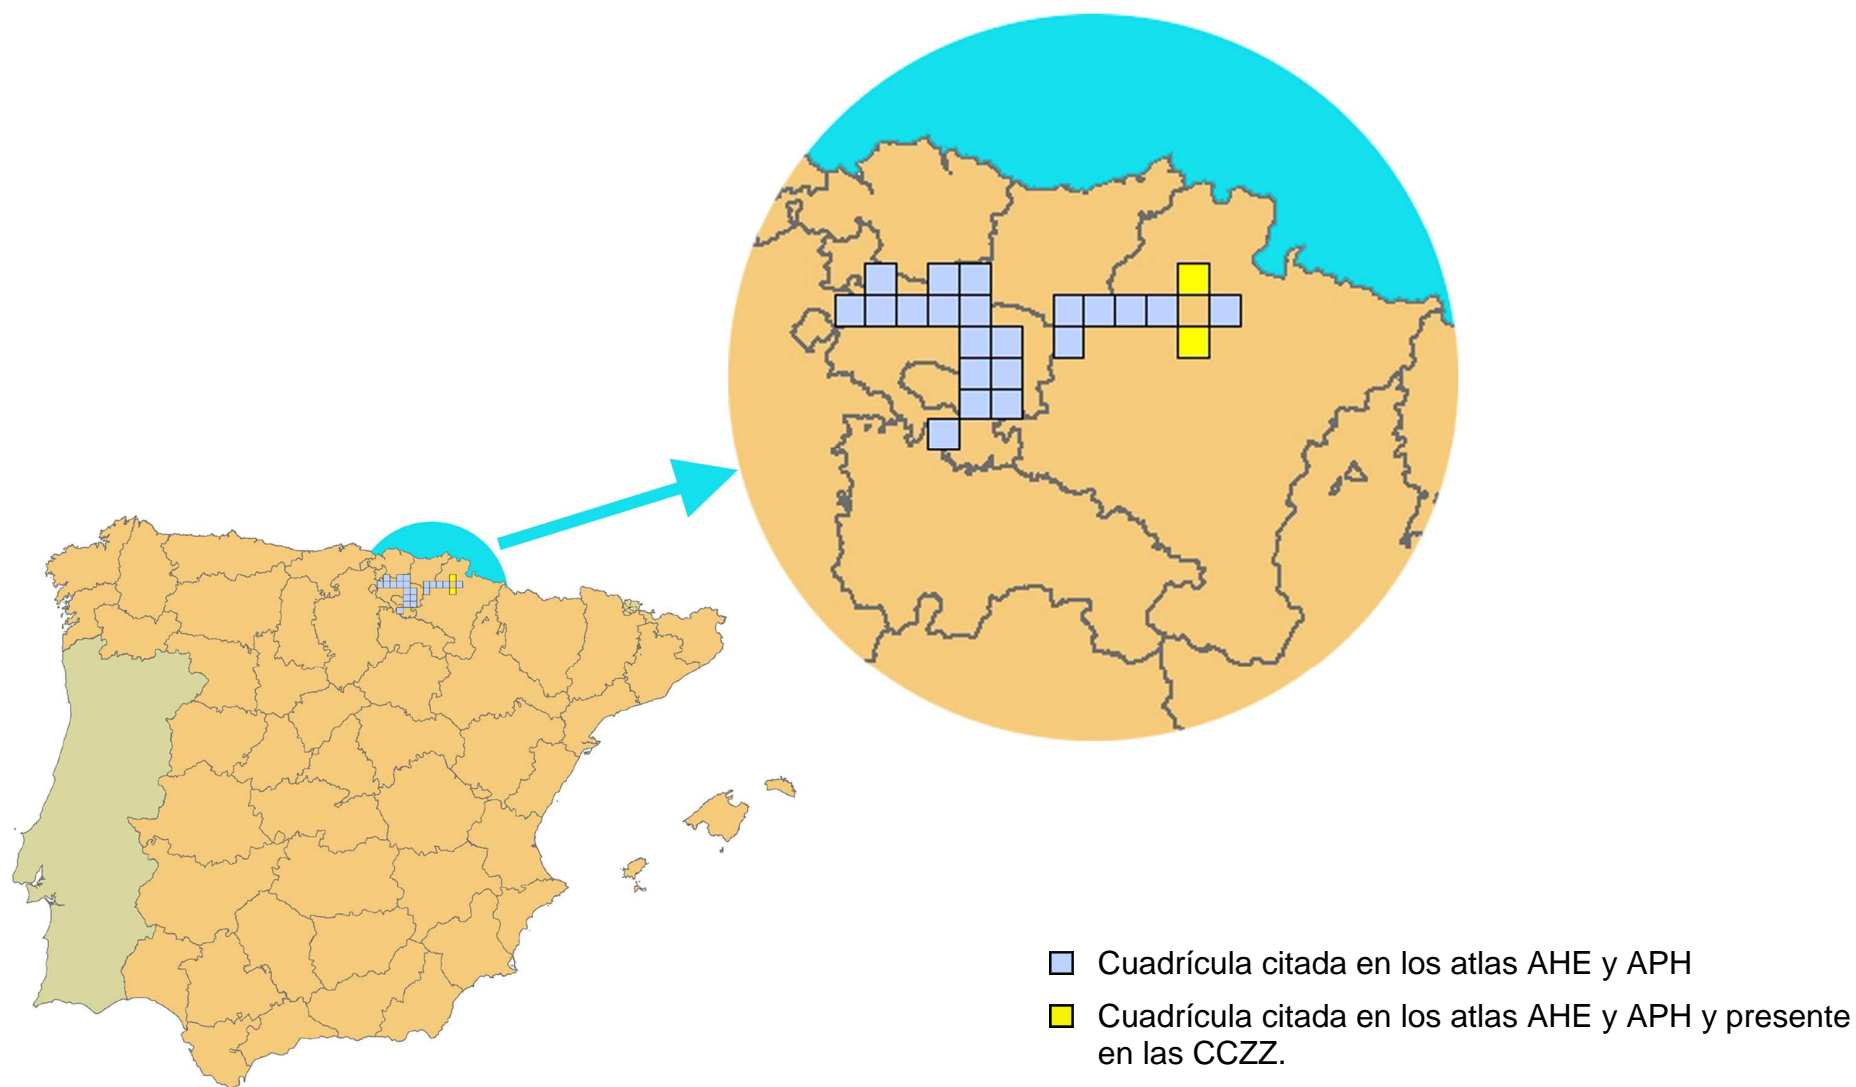 Cuadrícula citada en los atlas AHE y APH
Cuadrícula citada en los atlas AHE y APH y presente
en las CCZZ.